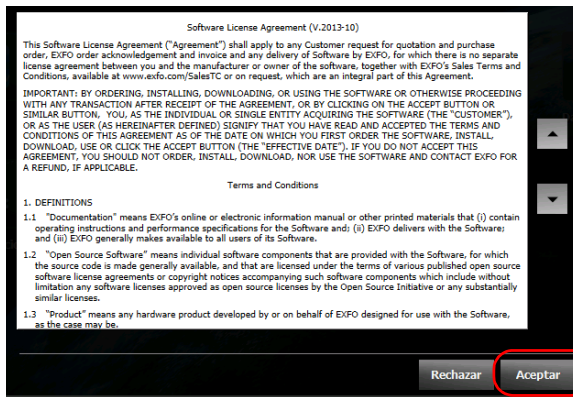 Software License Agreement (V.2013-10)
This Software License Agreement ("Agreement") shall apply to any Customer request for quotation and purchase
order, EXFO order acknowledgement and invoice and any delivery of Software by EXFO, for which there is no separate
license agreement between you and the manufacturer or owner of the software, together with EXFO's Sales Terms and
Conditions, available at www.exfo.com/SalesTC or on request, which are an integral part of this Agreement.
IMPORTANT: BY ORDERING, INSTALLING, DOWNLOADING, OR USING THE SOFTWARE OR OTHERWISE PROCEEDING
WITH ANY TRANSACTION AFTER RECEIPT OF THE AGREEMENT, OR BY CLICKING ON THE ACCEPT BUTTON OR
SIMILAR BUTTON, YOU, AS THE INDIVIDUAL OR SINGLE ENTITY ACQUIRING THE SOFTWARE (THE "CUSTOMER"),
OR AS THE USER (AS HEREINAFTER DEFINED) SIGNIFY THAT YOU HAVE READ AND ACCEPTED THE TERMS AND
CONDITIONS OF THIS AGREEMENT AS OF THE DATE ON WHICH YOU FIRST ORDER THE SOFTWARE, INSTALL,
DOWNLOAD, USE OR CLICK THE ACCEPT BUTTON (THE "EFFECTIVE DATE"). IF YOU DO NOT ACCEPT THIS
AGREEMENT, YOU SHOULD NOT ORDER, INSTALL, DOWNLOAD, NOR USE THE SOFTWARE AND CONTACT EXFO FOR
A REFUND, IF APPLICABLE.
Terms and Conditions
1. DEFINITIONS
1.1 "Documentation" means EXFO's online or electronic information manual or other printed materials that (i) contain
operating instructions and performance specifications for the Software and; (ii) EXFO delivers with the Software;
and (iii) EXFO generally makes available to all users of its Software.
1.2 "Open Source Software" means individual software components that are provided with the Software, for which
the source code is made generally available, and that are licensed under the terms of various published open source
software license agreements or copyright notices accompanying such software components which include without
limitation any software licenses approved as open source licenses by the Open Source Initiative or any substantially
similar licenses.
1.3 "Product" means any hardware product developed by or on behalf of EXFO designed for use with the Software,
as the case may be.
Rechazar Aceptar